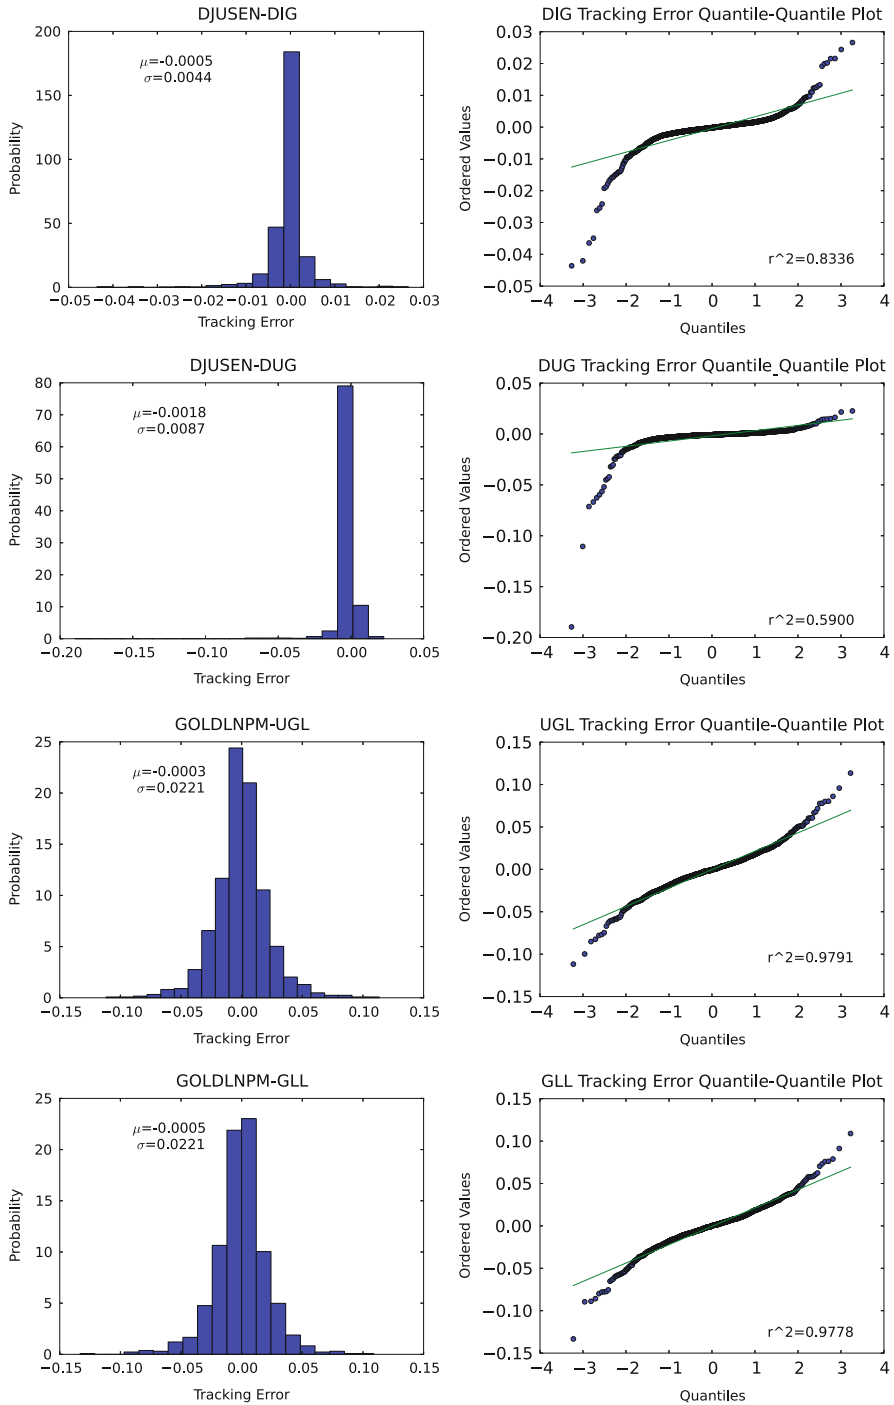 DJUSEN-DIG
200
150
100
50
0
μ=-0.0005
σ=0.0044
Probability
−0.05 −0.04 −0.03 −0.02 −0.01 0.00 0.01 0.02 0.03
Tracking Error
DIG Tracking Error Quantile-Quantile Plot
0.03
0.02
0.01
0.00
−0.01
−0.02
−0.03
−0.04
−0.05
Ordered Values
r^2=0.8336
−4 −3 −2 −1 0 1 2 3 4
Quantiles
DJUSEN-DUG
80
70
60
50
40
30
20
10
0
μ=-0.0018
σ=0.0087
Probability
−0.20 −0.15 −0.10 −0.05 0.00 0.05
Tracking Error
DUG Tracking Error Quantile_Quantile Plot
0.05
0.00
−0.05
−0.10
−0.15
−0.20
Ordered Values
r^2=0.5900
−4 −3 −2 −1 0 1 2 3 4
Quantiles
GOLDLNPM-UGL
25
20
15
10
5
0
μ=-0.0003
σ=0.0221
Probability
−0.15 −0.10 −0.05 0.00 0.05 0.10 0.15
Tracking Error
UGL Tracking Error Quantile-Quantile Plot
0.15
0.10
0.05
0.00
−0.05
−0.10
−0.15
Ordered Values
r^2=0.9791
−4 −3 −2 −1 0 1 2 3 4
Quantiles
GOLDLNPM-GLL
25
20
15
10
5
0
μ=-0.0005
σ=0.0221
Probability
−0.15 −0.10 −0.05 0.00 0.05 0.10 0.15
Tracking Error
GLL Tracking Error Quantile-Quantile Plot
0.15
0.10
0.05
0.00
−0.05
−0.10
−0.15
Ordered Values
r^2=0.9778
−4 −3 −2 −1 0 1 2 3 4
Quantiles